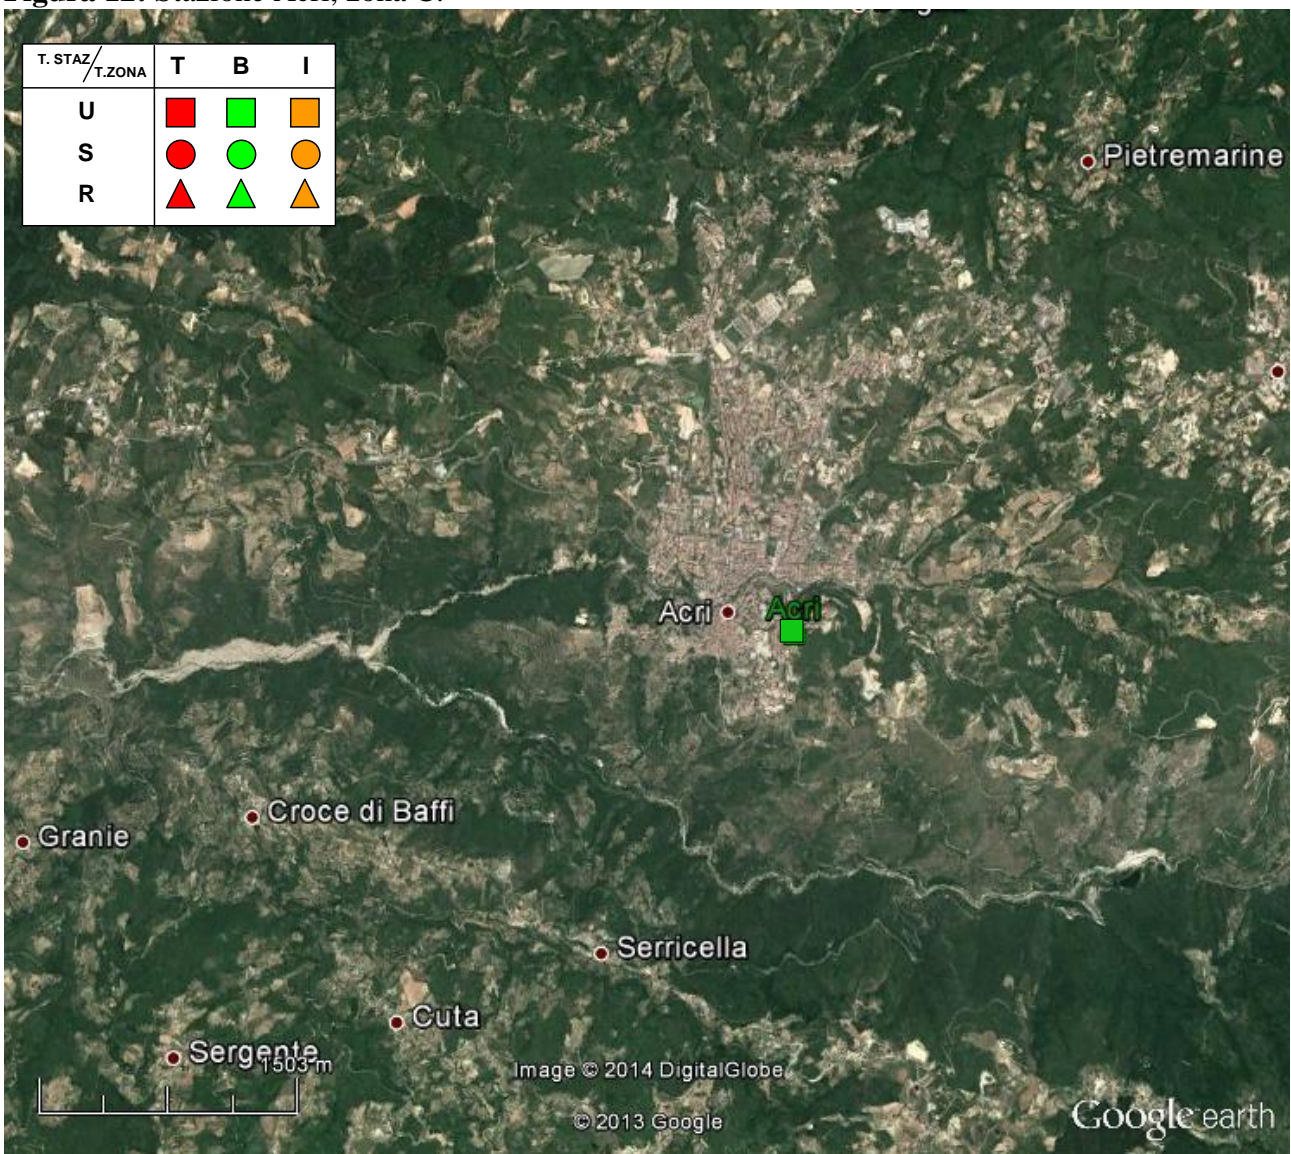 T. STAZ/T.ZONA T B I
U
S
R
Pietremarine
Acri
Acri
Croce di Baffi
Granie
Serricella
Cuta
Sergente
1503 m
Image © 2014 DigitalGlobe
© 2013 Google
Google earth